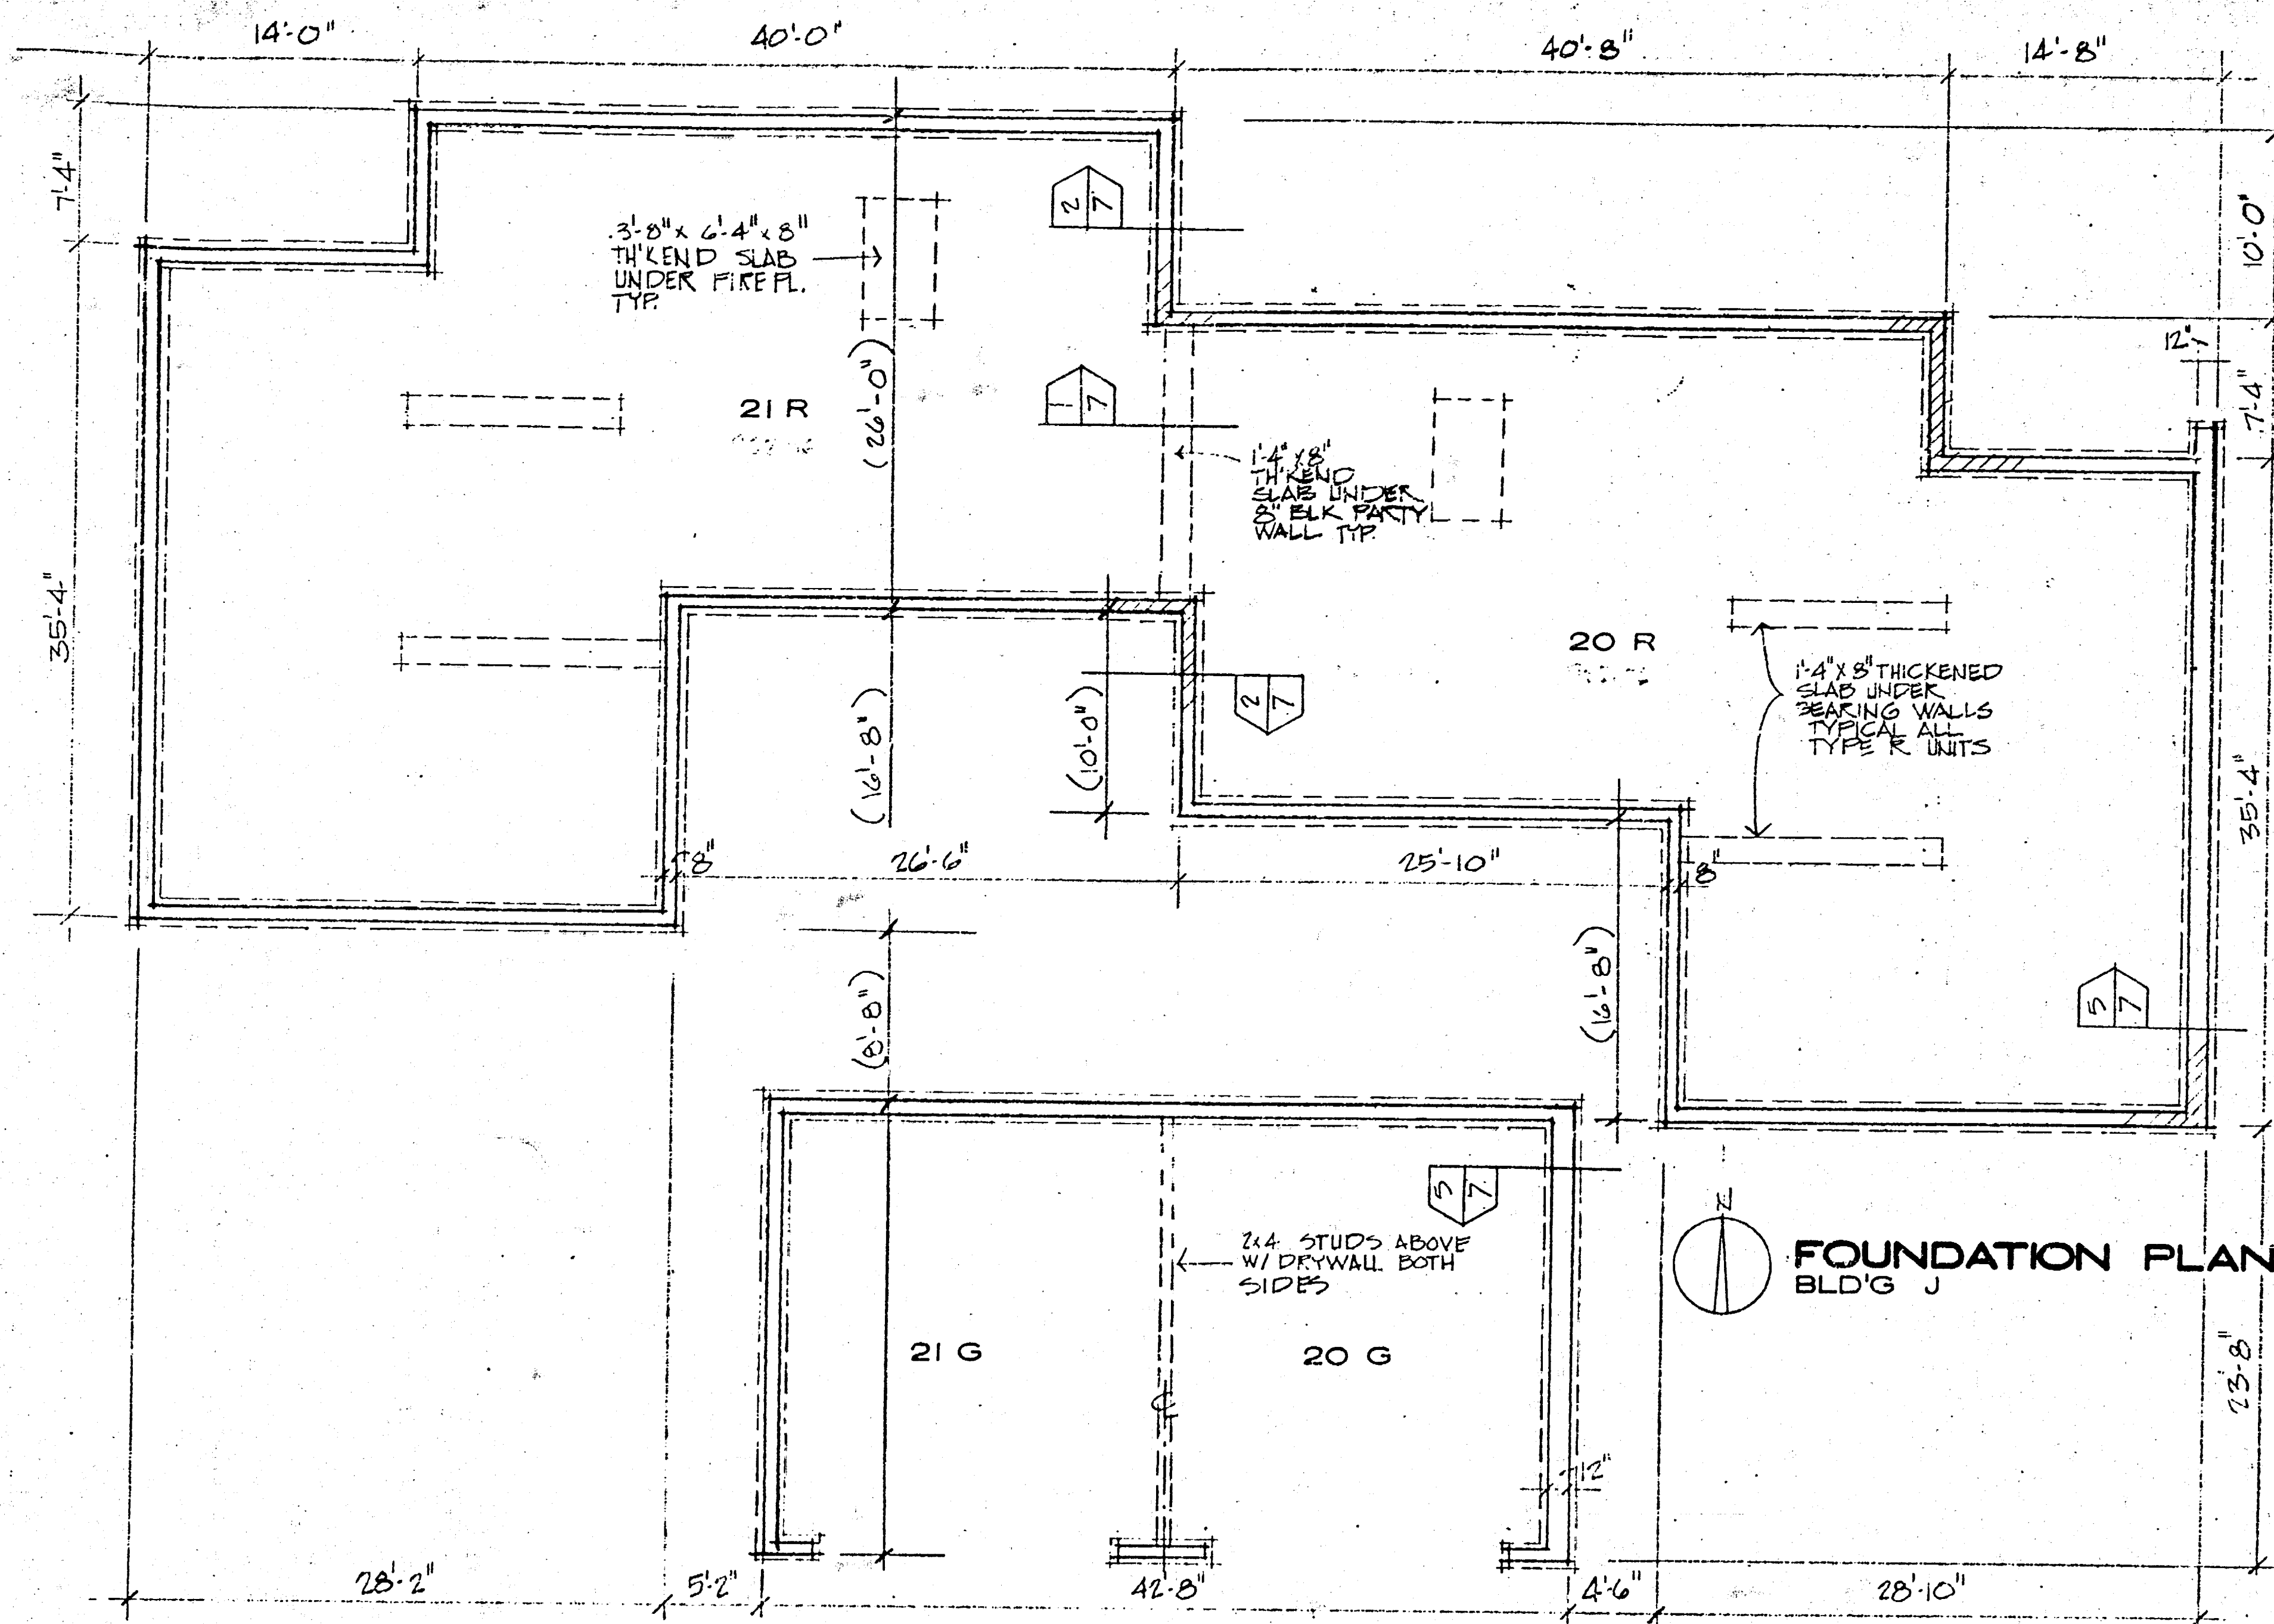 14'-0"
40'-0"
40'-8"
14'-8"
7'-4"
10'-0"
2
7
3'-8" x 6'-4" x 8"
TH'KEND SLAB
UNDER FIREPL.
TYP.
12"
7'-4"
21 R
(26'-0")
7
1'-4" x 8"
TH'KEND
SLAB UNDER
8" BLK PARTY
WALL TYP.
35'-4"
20 R
1'-4" X 8" THICKENED
SLAB UNDER
BEARING WALLS
TYPICAL ALL
TYPE R UNITS
(16'-8")
(10'-0")
2
7
35'-4"
8"
26'-6"
25'-10"
8"
(8'-8")
(16'-8")
5
7
5
7
N
2x4 STUDS ABOVE
W/ DRYWALL BOTH
SIDES
FOUNDATION PLAN
BLD'G J
21 G
20 G
23'-8"
12"
28'-2"
5'-2"
42'-8"
4'-6"
28'-10"